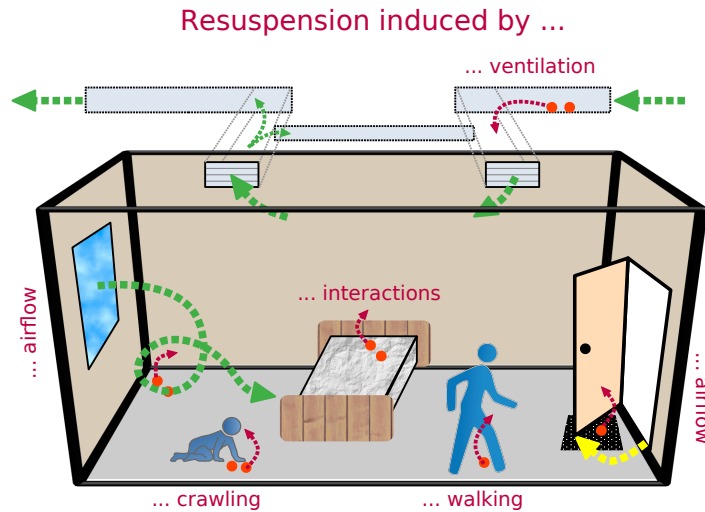 Resuspension induced by ...
... ventilation
... interactions
... airflow
... airflow
... crawling
... walking